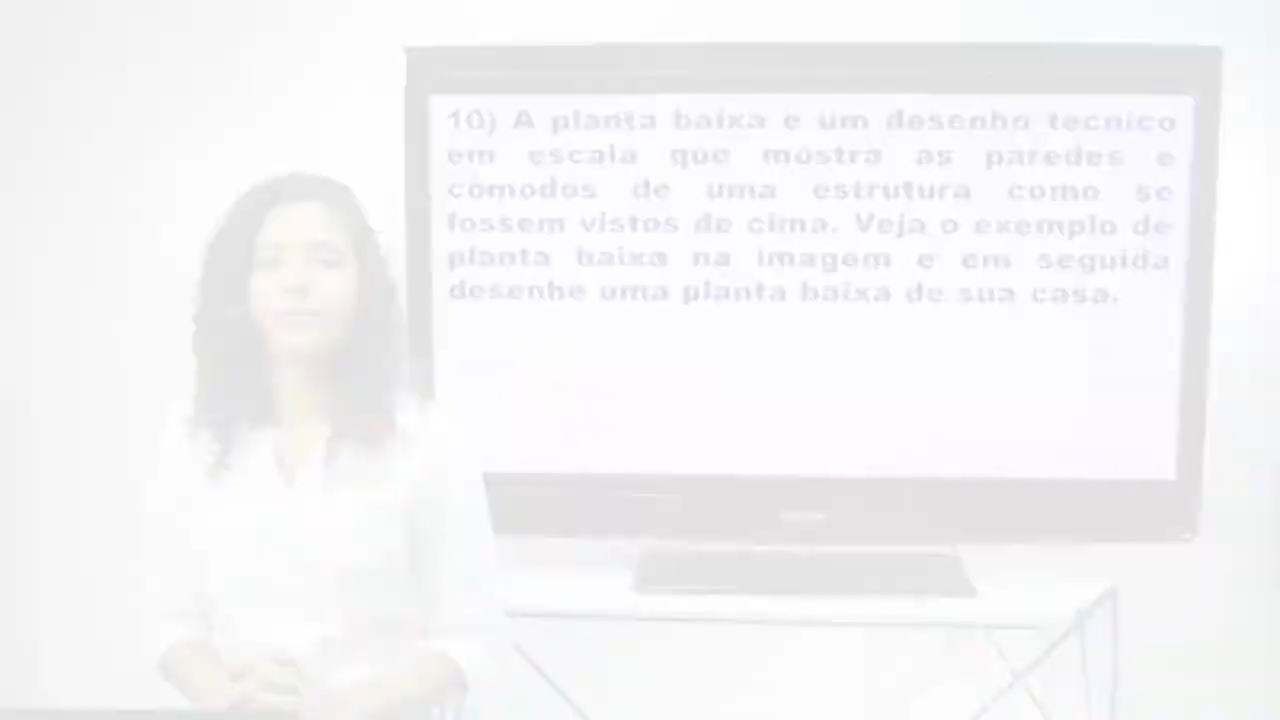 10) A planta baixa é um desenho técnico
em escala que mostra as paredes e
cômodos de uma estrutura como se
fossem vistos de cima. Veja o exemplo de
planta baixa na imagem e em seguida
desenhe uma planta baixa de sua casa.